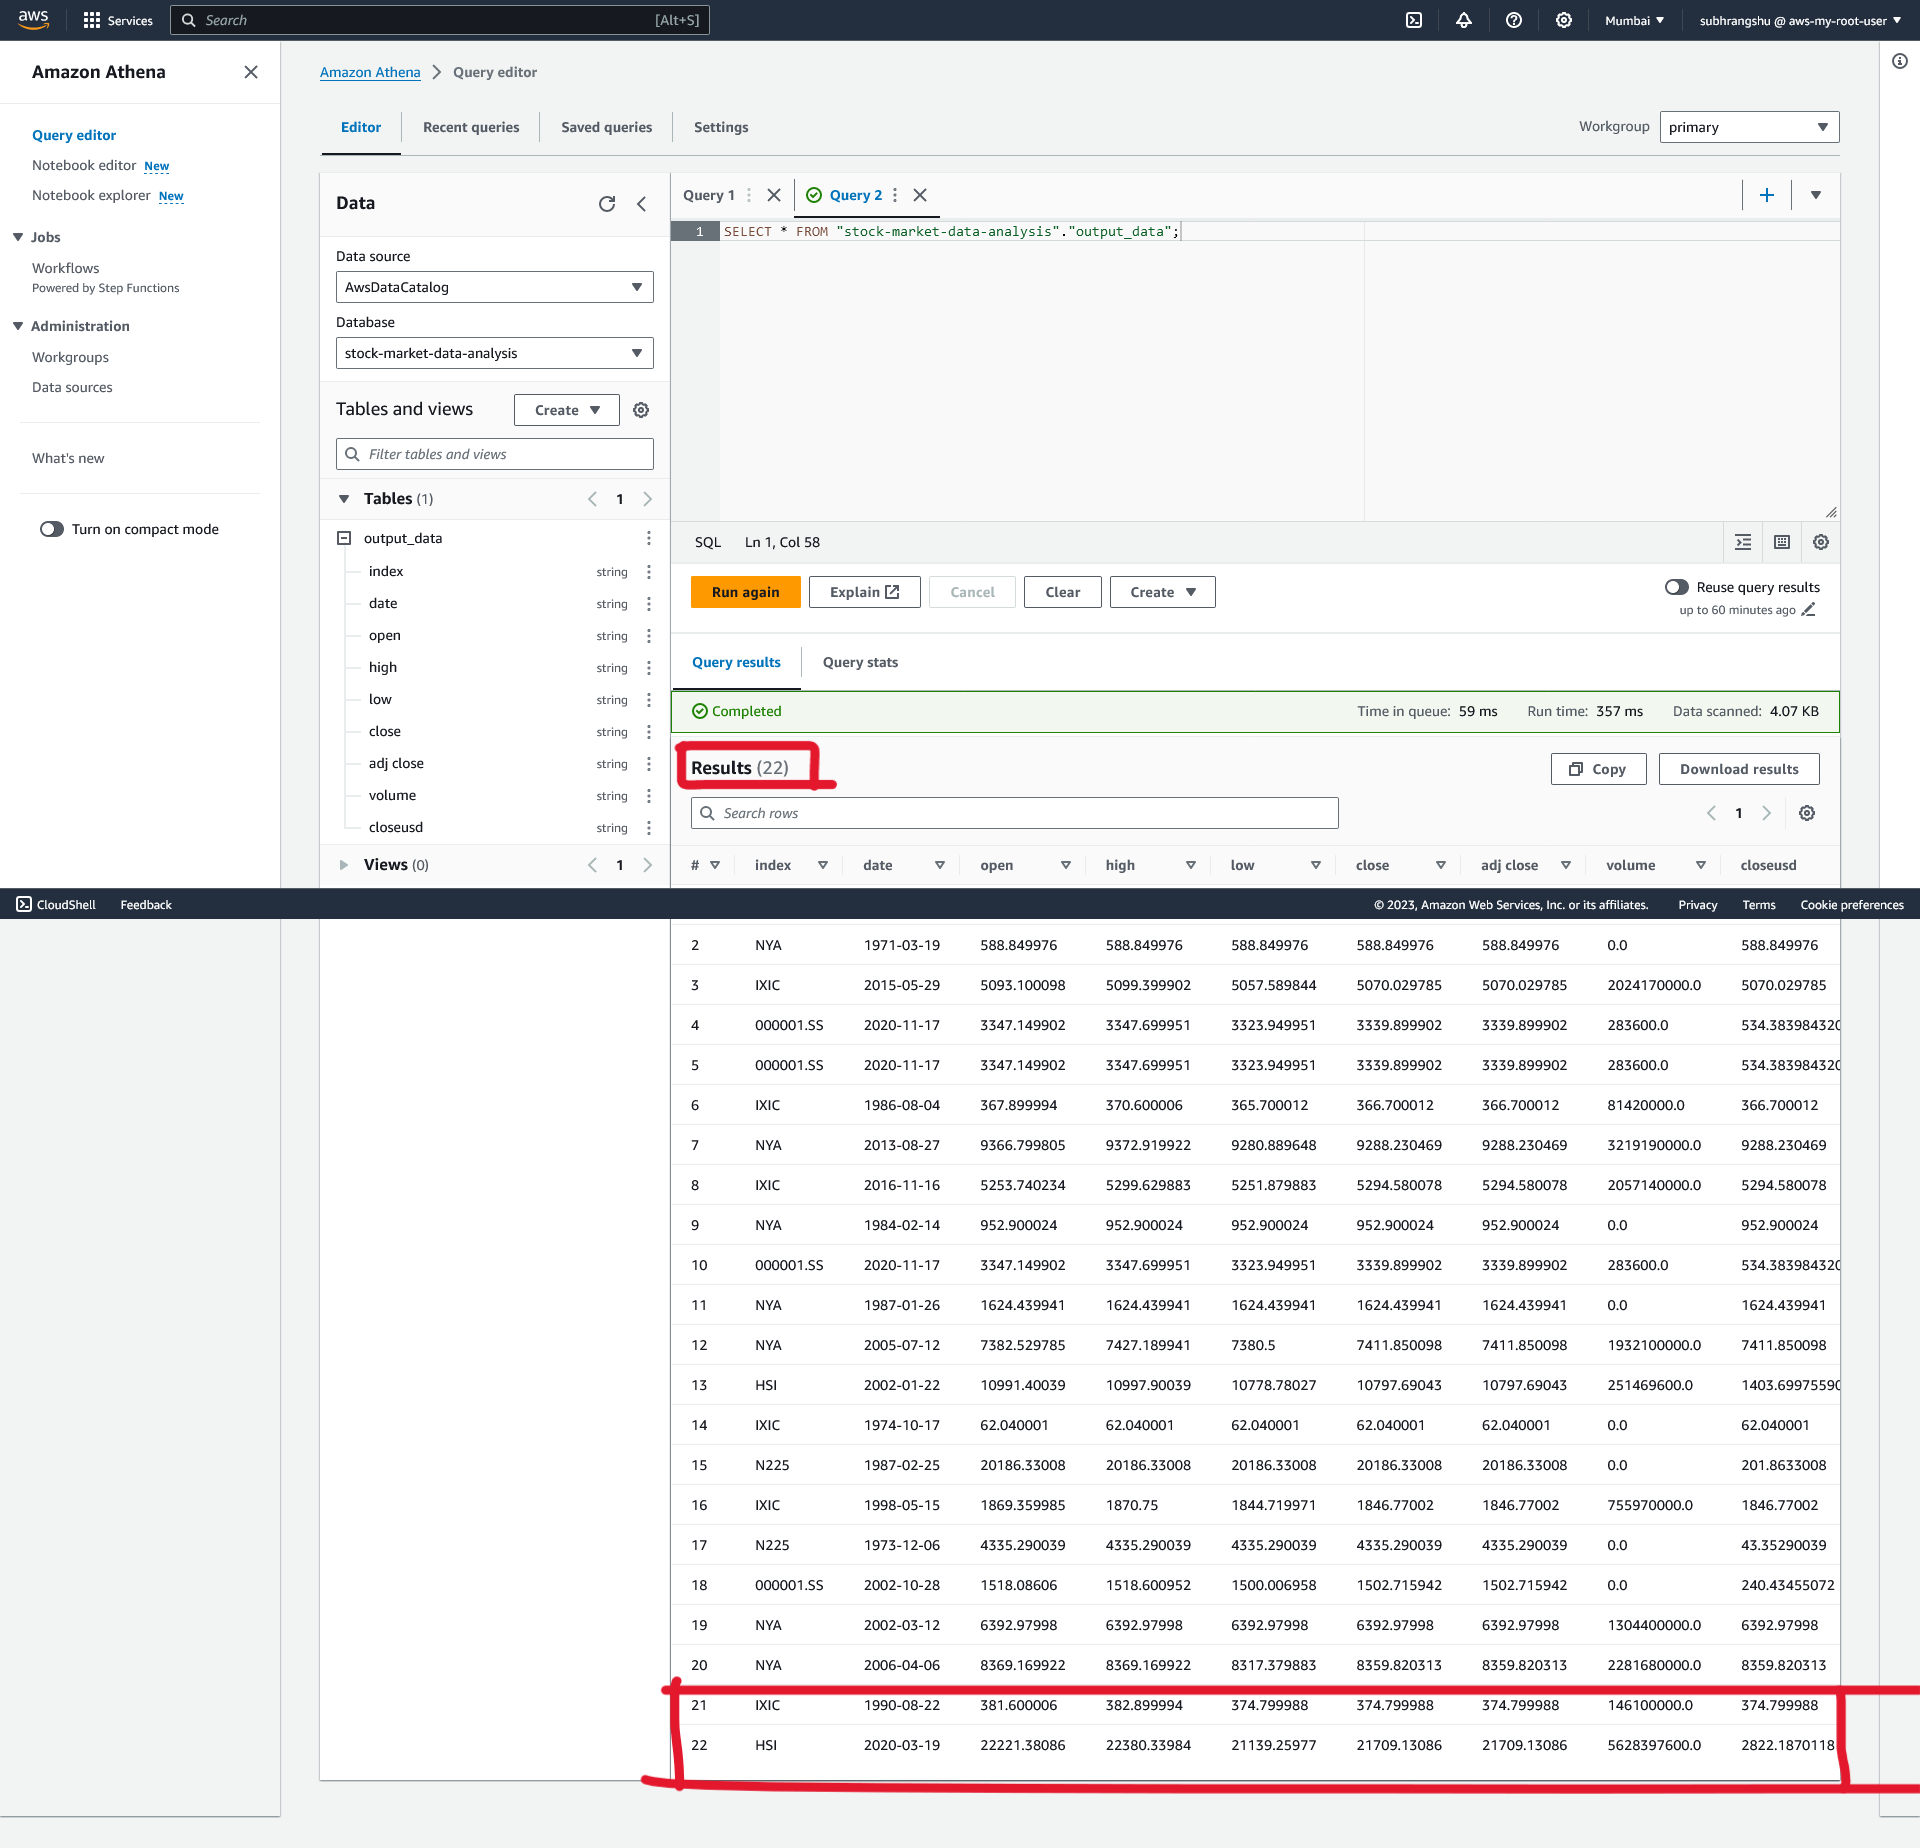 aws Services Search [Alt+S] Mumbai subhrangshu @ aws-my-root-user
Amazon Athena
Query editor
Notebook editor New
Notebook explorer New
Jobs
Workflows
Powered by Step Functions
Administration
Workgroups
Data sources
What's new
Turn on compact mode
Amazon Athena Query editor
Editor Recent queries Saved queries Settings
Workgroup primary
Data
Data source
AwsDataCatalog
Database
stock-market-data-analysis
Tables and views Create
Filter tables and views
Tables (1) 1
output_data
index string
date string
open string
high string
low string
close string
adj close string
volume string
closeusd string
Views (0) 1
Query 1 Query 2
1 SELECT * FROM "stock-market-data-analysis"."output_data";
SQL Ln 1, Col 58
Run again Explain Cancel Clear Create
Reuse query results
up to 60 minutes ago
Query results Query stats
Completed Time in queue: 59 ms Run time: 357 ms Data scanned: 4.07 KB
Results (22) Copy Download results
Search rows 1
# index date open high low close adj close volume closeusd
CloudShell Feedback © 2023, Amazon Web Services, Inc. or its affiliates. Privacy Terms Cookie preferences
2 NYA 1971-03-19 588.849976 588.849976 588.849976 588.849976 588.849976 0.0 588.849976
3 IXIC 2015-05-29 5093.100098 5099.399902 5057.589844 5070.029785 5070.029785 2024170000.0 5070.029785
4 000001.SS 2020-11-17 3347.149902 3347.699951 3323.949951 3339.899902 3339.899902 283600.0 534.383984320
5 000001.SS 2020-11-17 3347.149902 3347.699951 3323.949951 3339.899902 3339.899902 283600.0 534.383984320
6 IXIC 1986-08-04 367.899994 370.600006 365.700012 366.700012 366.700012 81420000.0 366.700012
7 NYA 2013-08-27 9366.799805 9372.919922 9280.889648 9288.230469 9288.230469 3219190000.0 9288.230469
8 IXIC 2016-11-16 5253.740234 5299.629883 5251.879883 5294.580078 5294.580078 2057140000.0 5294.580078
9 NYA 1984-02-14 952.900024 952.900024 952.900024 952.900024 952.900024 0.0 952.900024
10 000001.SS 2020-11-17 3347.149902 3347.699951 3323.949951 3339.899902 3339.899902 283600.0 534.383984320
11 NYA 1987-01-26 1624.439941 1624.439941 1624.439941 1624.439941 1624.439941 0.0 1624.439941
12 NYA 2005-07-12 7382.529785 7427.189941 7380.5 7411.850098 7411.850098 1932100000.0 7411.850098
13 HSI 2002-01-22 10991.40039 10997.90039 10778.78027 10797.69043 10797.69043 251469600.0 1403.69975590
14 IXIC 1974-10-17 62.040001 62.040001 62.040001 62.040001 62.040001 0.0 62.040001
15 N225 1987-02-25 20186.33008 20186.33008 20186.33008 20186.33008 20186.33008 0.0 201.8633008
16 IXIC 1998-05-15 1869.359985 1870.75 1844.719971 1846.77002 1846.77002 755970000.0 1846.77002
17 N225 1973-12-06 4335.290039 4335.290039 4335.290039 4335.290039 4335.290039 0.0 43.35290039
18 000001.SS 2002-10-28 1518.08606 1518.600952 1500.006958 1502.715942 1502.715942 0.0 240.43455072
19 NYA 2002-03-12 6392.97998 6392.97998 6392.97998 6392.97998 6392.97998 1304400000.0 6392.97998
20 NYA 2006-04-06 8369.169922 8369.169922 8317.379883 8359.820313 8359.820313 2281680000.0 8359.820313
21 IXIC 1990-08-22 381.600006 382.899994 374.799988 374.799988 374.799988 146100000.0 374.799988
22 HSI 2020-03-19 22221.38086 22380.33984 21139.25977 21709.13086 21709.13086 5628397600.0 2822.1870118